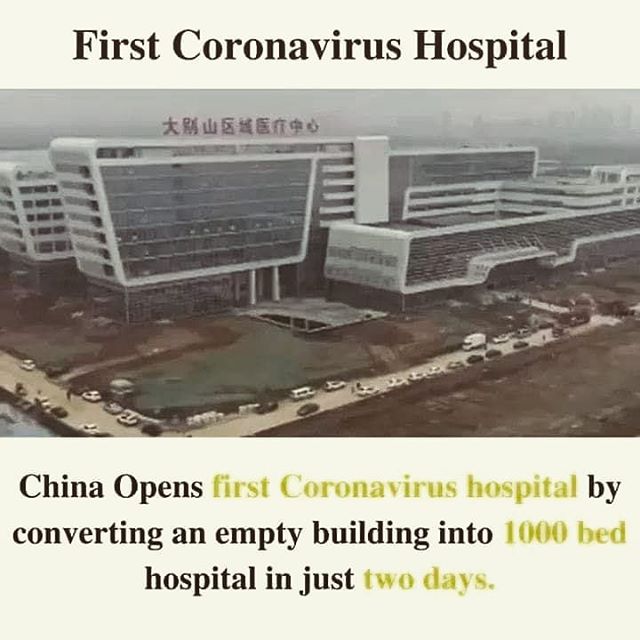 First Coronavirus Hospital
大别山区域医疗中心
China Opens first Coronavirus hospital by
converting an empty building into 1000 bed
hospital in just two days.